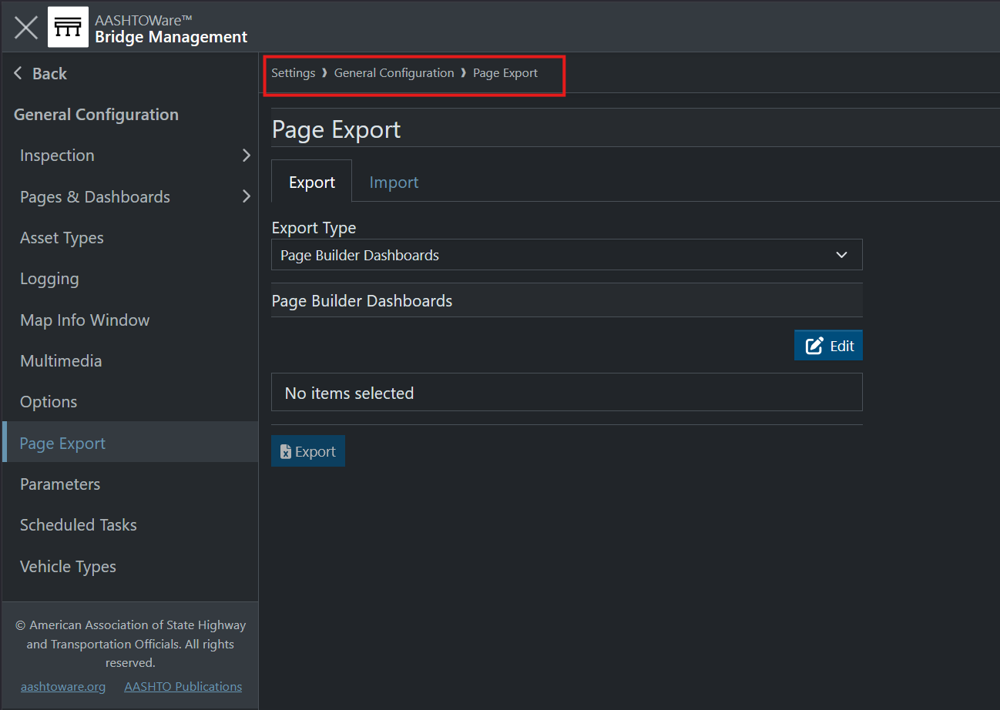 AASHTOWare™
Bridge Management
Back
General Configuration
Inspection
Pages & Dashboards
Asset Types
Logging
Map Info Window
Multimedia
Options
Page Export
Parameters
Scheduled Tasks
Vehicle Types
© American Association of State Highway
and Transportation Officials. All rights
reserved.
aashtoware.org AASHTO Publications
Settings ❯ General Configuration ❯ Page Export
Page Export
Export Import
Export Type
Page Builder Dashboards
Page Builder Dashboards
Edit
No items selected
Export